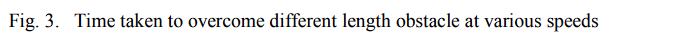 Fig. 3. Time taken to overcome different length obstacle at various speeds